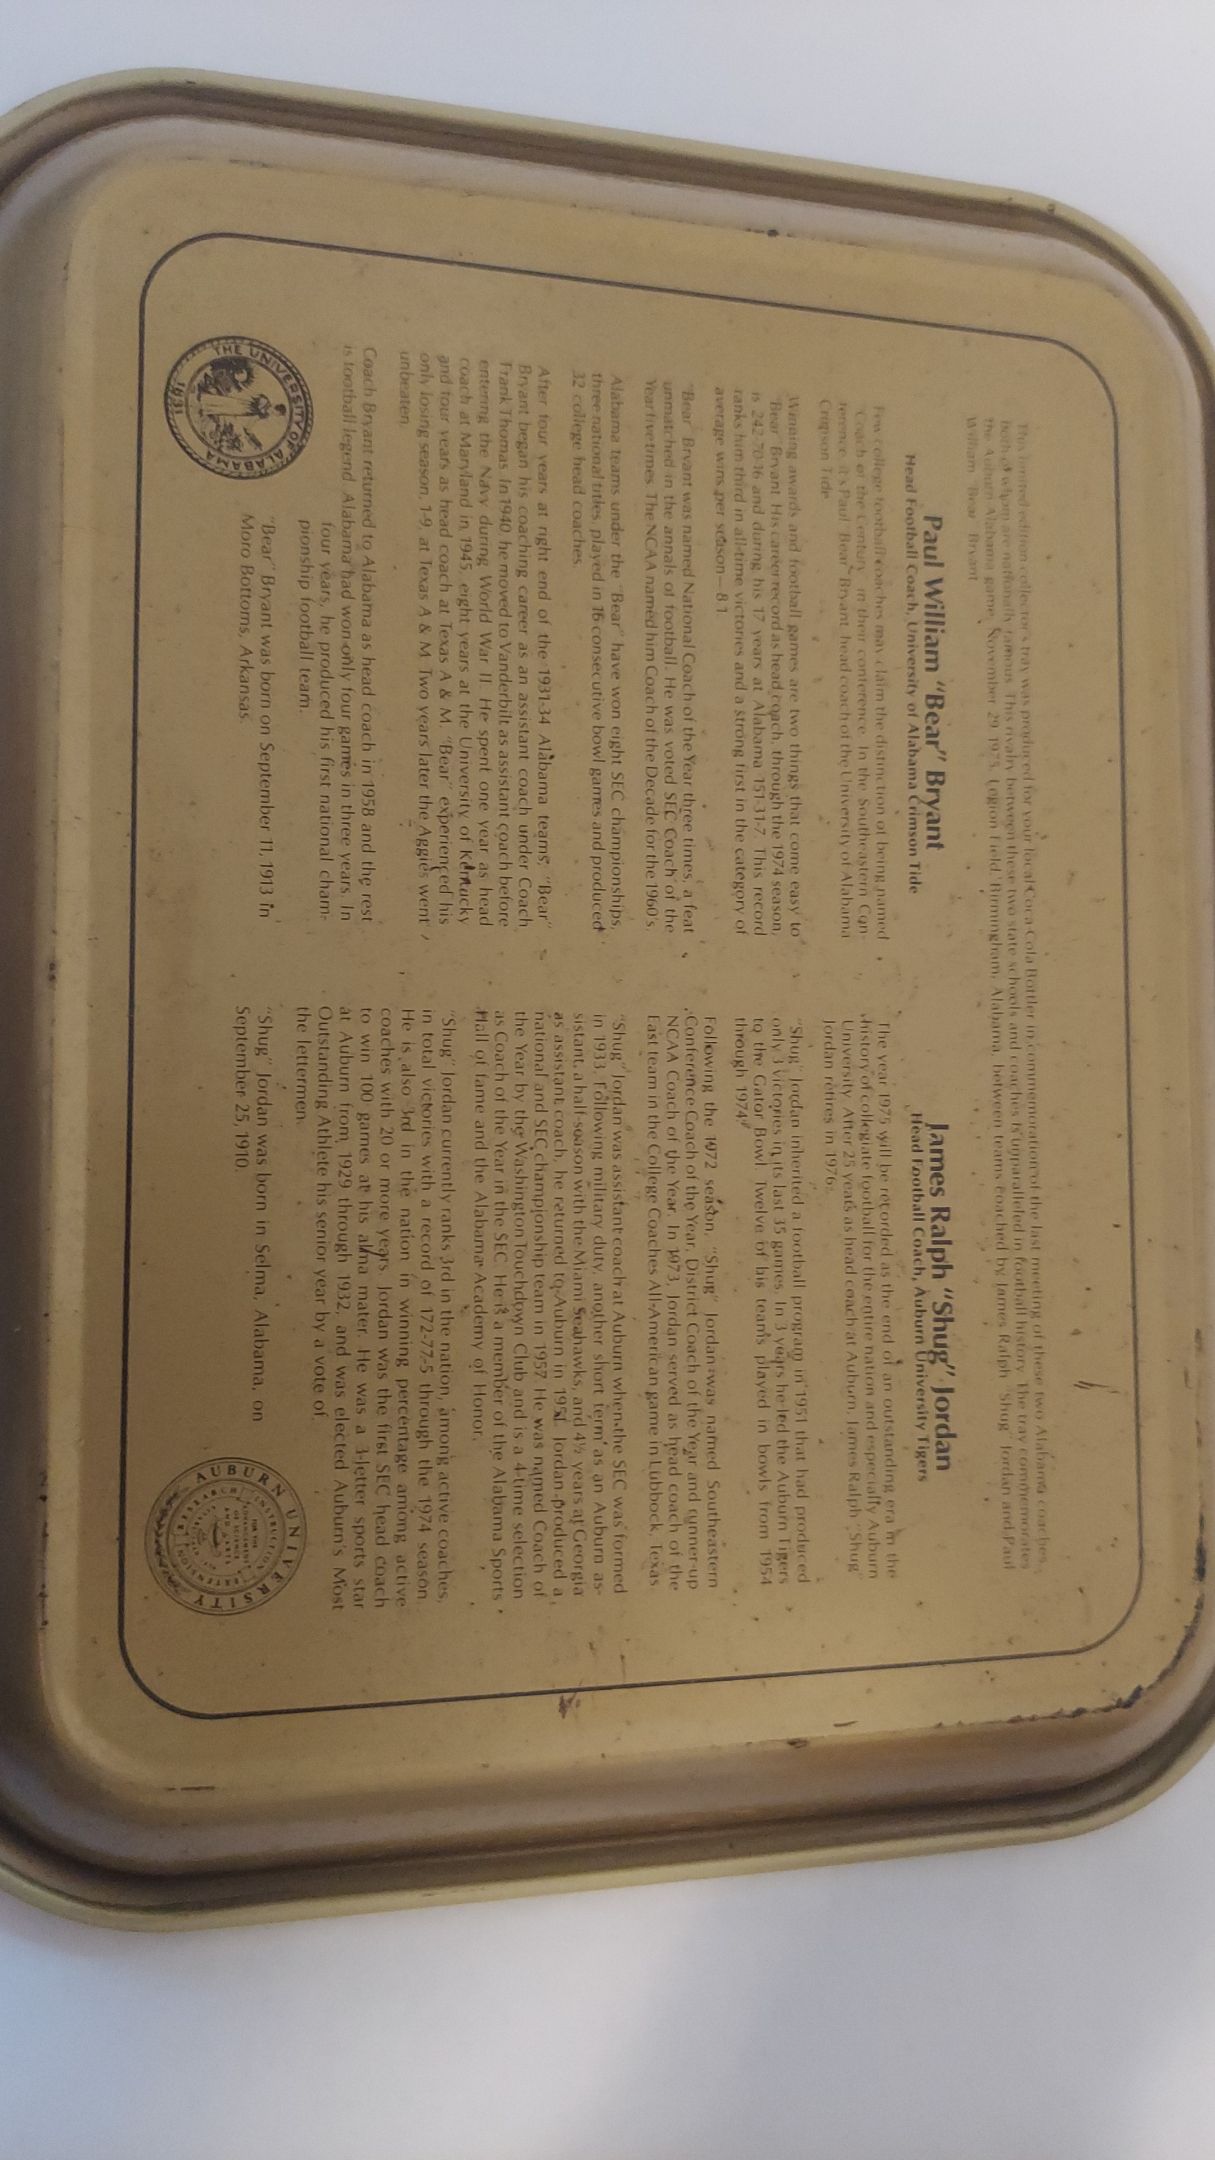 This limited edition collector's tray was produced for your local Coca-Cola Bottler in commemoration of the last meeting of these two Alabama coaches,
both of whom are nationally famous. This rivalry between these two state schools and coaches is unparalleled in football history. The tray commemorates
the Auburn Alabama game, November 29, 1975, Legion Field, Birmingham, Alabama, between teams coached by James Ralph "Shug" Jordan and Paul
William "Bear" Bryant.
Paul William "Bear" Bryant
Head Football Coach, University of Alabama Crimson Tide
Few college football coaches may claim the distinction of being named
"Coach of the Century" in their conference. In the Southeastern Con-
ference, it's Paul "Bear" Bryant, head coach of the University of Alabama
Crimson Tide.
Winning awards and football games are two things that come easy to
"Bear" Bryant. His career record as head coach, through the 1974 season,
is 242-70-16 and during his 17 years at Alabama 151-31-7. This record
ranks him third in all-time victories and a strong first in the category of
average wins per season—8.1.
"Bear" Bryant was named National Coach of the Year three times, a feat
unmatched in the annals of football. He was voted SEC Coach of the
Year five times. The NCAA named him Coach of the Decade for the 1960's.
Alabama teams under the "Bear" have won eight SEC championships,
three national titles, played in 16 consecutive bowl games and produced
32 college head coaches.
After four years at right end of the 1931-34 Alabama teams, "Bear"
Bryant began his coaching career as an assistant coach under Coach
Frank Thomas. In 1940 he moved to Vanderbilt as assistant coach before
entering the Navy during World War II. He spent one year as head
coach at Maryland in 1945, eight years at the University of Kentucky
and four years as head coach at Texas A & M. "Bear" experienced his
only losing season, 1-9, at Texas A & M. Two years later the Aggies went
unbeaten.
Coach Bryant returned to Alabama as head coach in 1958 and the rest
is football legend. Alabama had won only four games in three years. In
four years, he produced his first national cham-
pionship football team.
"Bear" Bryant was born on September 11, 1913 in
Moro Bottoms, Arkansas.
THE UNIVERSITY OF ALABAMA
1831
James Ralph "Shug" Jordan
Head Football Coach, Auburn University Tigers
The year 1975 will be recorded as the end of an outstanding era in the
history of collegiate football for the entire nation and especially Auburn
University. After 25 years as head coach at Auburn, James Ralph "Shug"
Jordan retires in 1976.
"Shug" Jordan inherited a football program in 1951 that had produced
only 3 victories in its last 35 games. In 3 years he led the Auburn Tigers
to the Gator Bowl. Twelve of his teams played in bowls from 1954
through 1974.
Following the 1972 season, "Shug" Jordan was named Southeastern
Conference Coach of the Year, District Coach of the Year and runner-up
NCAA Coach of the Year. In 1973, Jordan served as head coach of the
East team in the College Coaches All-American game in Lubbock, Texas.
"Shug" Jordan was assistant coach at Auburn when the SEC was formed
in 1933. Following military duty, another short term as an Auburn as-
sistant, a half-season with the Miami Seahawks, and 4½ years at Georgia
as assistant coach, he returned to Auburn in 1951. Jordan produced a
national and SEC championship team in 1957. He was named Coach of
the Year by the Washington Touchdown Club and is a 4-time selection
as Coach of the Year in the SEC. He is a member of the Alabama Sports
Hall of Fame and the Alabama Academy of Honor.
"Shug" Jordan currently ranks 3rd in the nation, among active coaches,
in total victories with a record of 172-77-5 through the 1974 season.
He is also 3rd in the nation in winning percentage among active
coaches with 20 or more years. Jordan was the first SEC head coach
to win 100 games at his alma mater. He was a 3-letter sports star
at Auburn from 1929 through 1932, and was elected Auburn's Most
Outstanding Athlete his senior year by a vote of
the lettermen.
"Shug" Jordan was born in Selma, Alabama, on
September 25, 1910.
AUBURN UNIVERSITY
RESEARCH INSTRUCTION EXTENSION
FOR THE
ADVANCEMENT
OF SCIENCE
AND ARTS